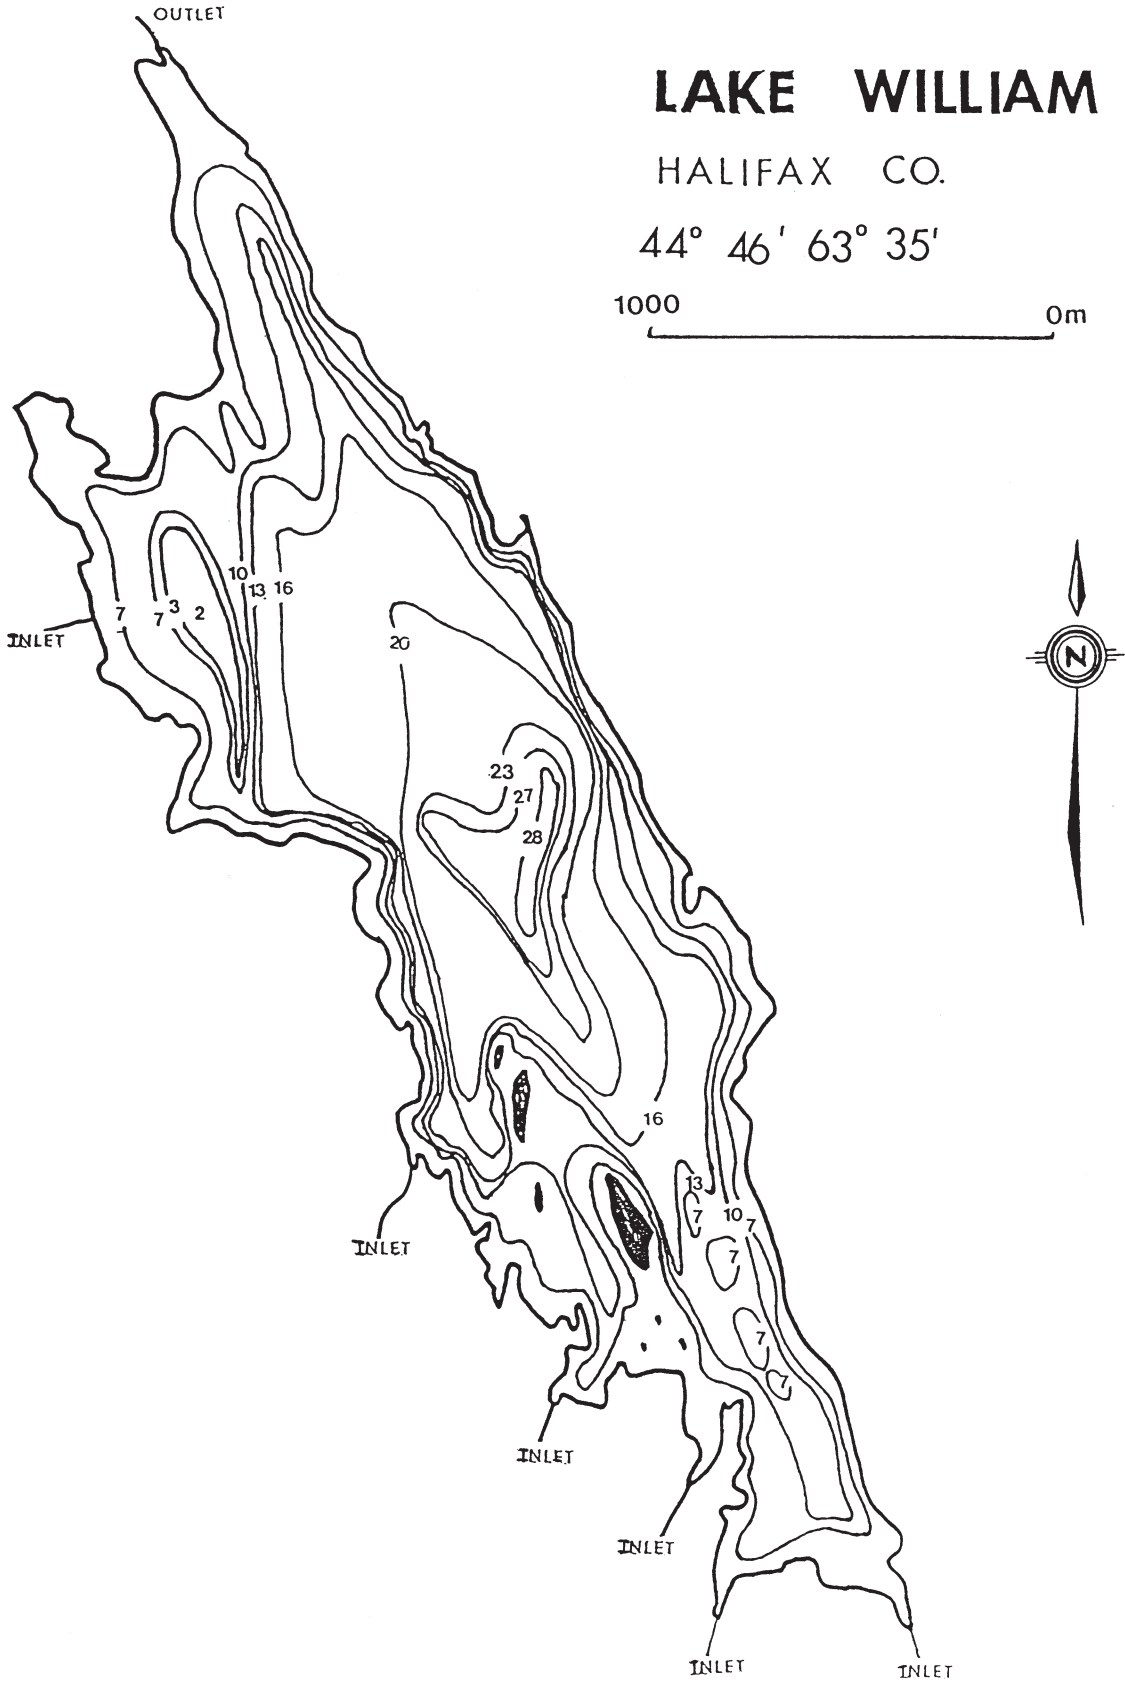 OUTLET
LAKE WILLIAM
HALIFAX CO.
44° 46' 63° 35'
1000 0m
10
13 16
7 7 3 2
INLET
20
N
23
27
28
16
13
7 10 7
INLET
7
7
7
INLET
INLET
INLET INLET